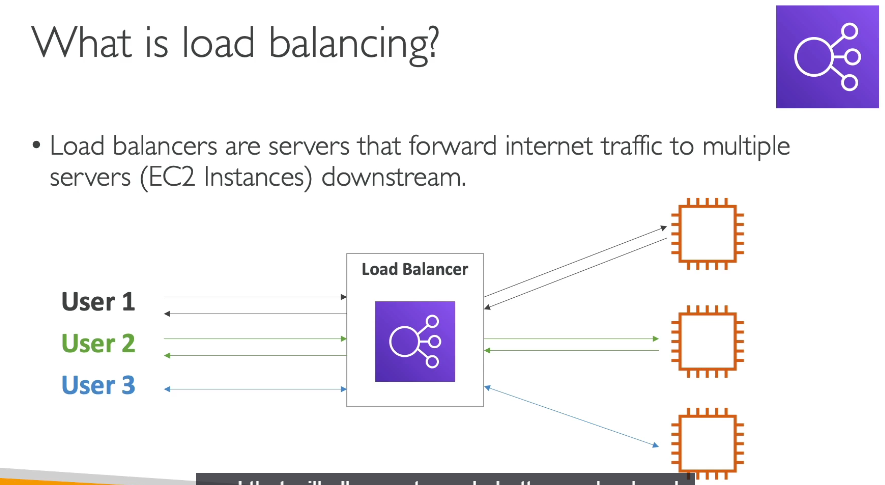 What is load balancing?
• Load balancers are servers that forward internet traffic to multiple
servers (EC2 Instances) downstream.
Load Balancer
User 1
User 2
User 3